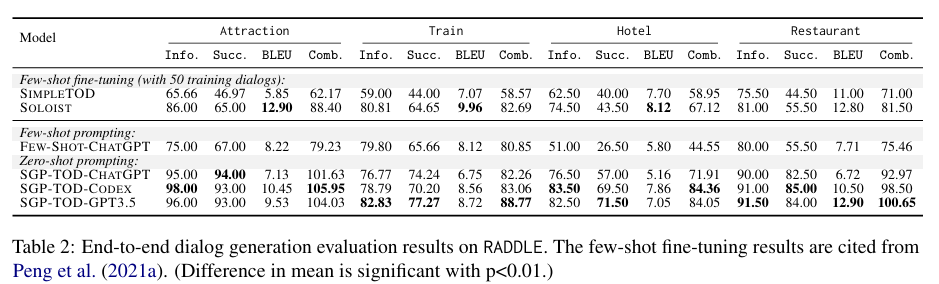 Model Attraction Train Hotel Restaurant
Info. Succ. BLEU Comb. Info. Succ. BLEU Comb. Info. Succ. BLEU Comb. Info. Succ. BLEU Comb.
Few-shot fine-tuning (with 50 training dialogs):
SIMPLETOD 65.66 46.97 5.85 62.17 59.00 44.00 7.07 58.57 62.50 40.00 7.70 58.95 75.50 44.50 11.00 71.00
SOLOIST 86.00 65.00 12.90 88.40 80.81 64.65 9.96 82.69 74.50 43.50 8.12 67.12 81.00 55.50 12.80 81.50
Few-shot prompting:
FEW-SHOT-CHATGPT 75.00 67.00 8.22 79.23 79.80 65.66 8.12 80.85 51.00 26.50 5.80 44.55 80.00 55.50 7.71 75.46
Zero-shot prompting:
SGP-TOD-CHATGPT 95.00 94.00 7.13 101.63 76.77 74.24 6.75 82.26 76.50 57.00 5.16 71.91 90.00 82.50 6.72 92.97
SGP-TOD-CODEX 98.00 93.00 10.45 105.95 78.79 70.20 8.56 83.06 83.50 69.50 7.86 84.36 91.00 85.00 10.50 98.50
SGP-TOD-GPT3.5 96.00 93.00 9.53 104.03 82.83 77.27 8.72 88.77 82.50 71.50 7.05 84.05 91.50 84.00 12.90 100.65
Table 2: End-to-end dialog generation evaluation results on RADDLE. The few-shot fine-tuning results are cited from
Peng et al. (2021a). (Difference in mean is significant with p<0.01.)